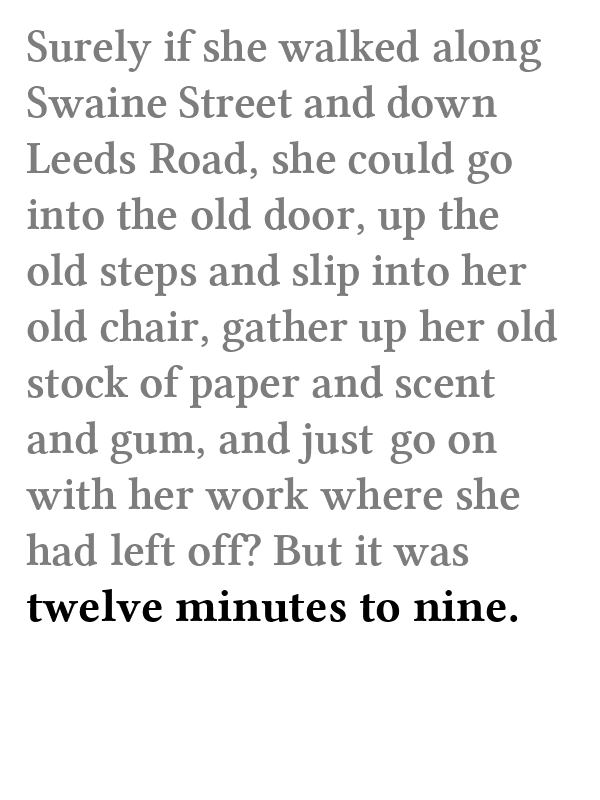 Surely if she walked along
Swaine Street and down
Leeds Road, she could go
into the old door, up the
old steps and slip into her
old chair, gather up her old
stock of paper and scent
and gum, and just go on
with her work where she
had left off? But it was
twelve minutes to nine.